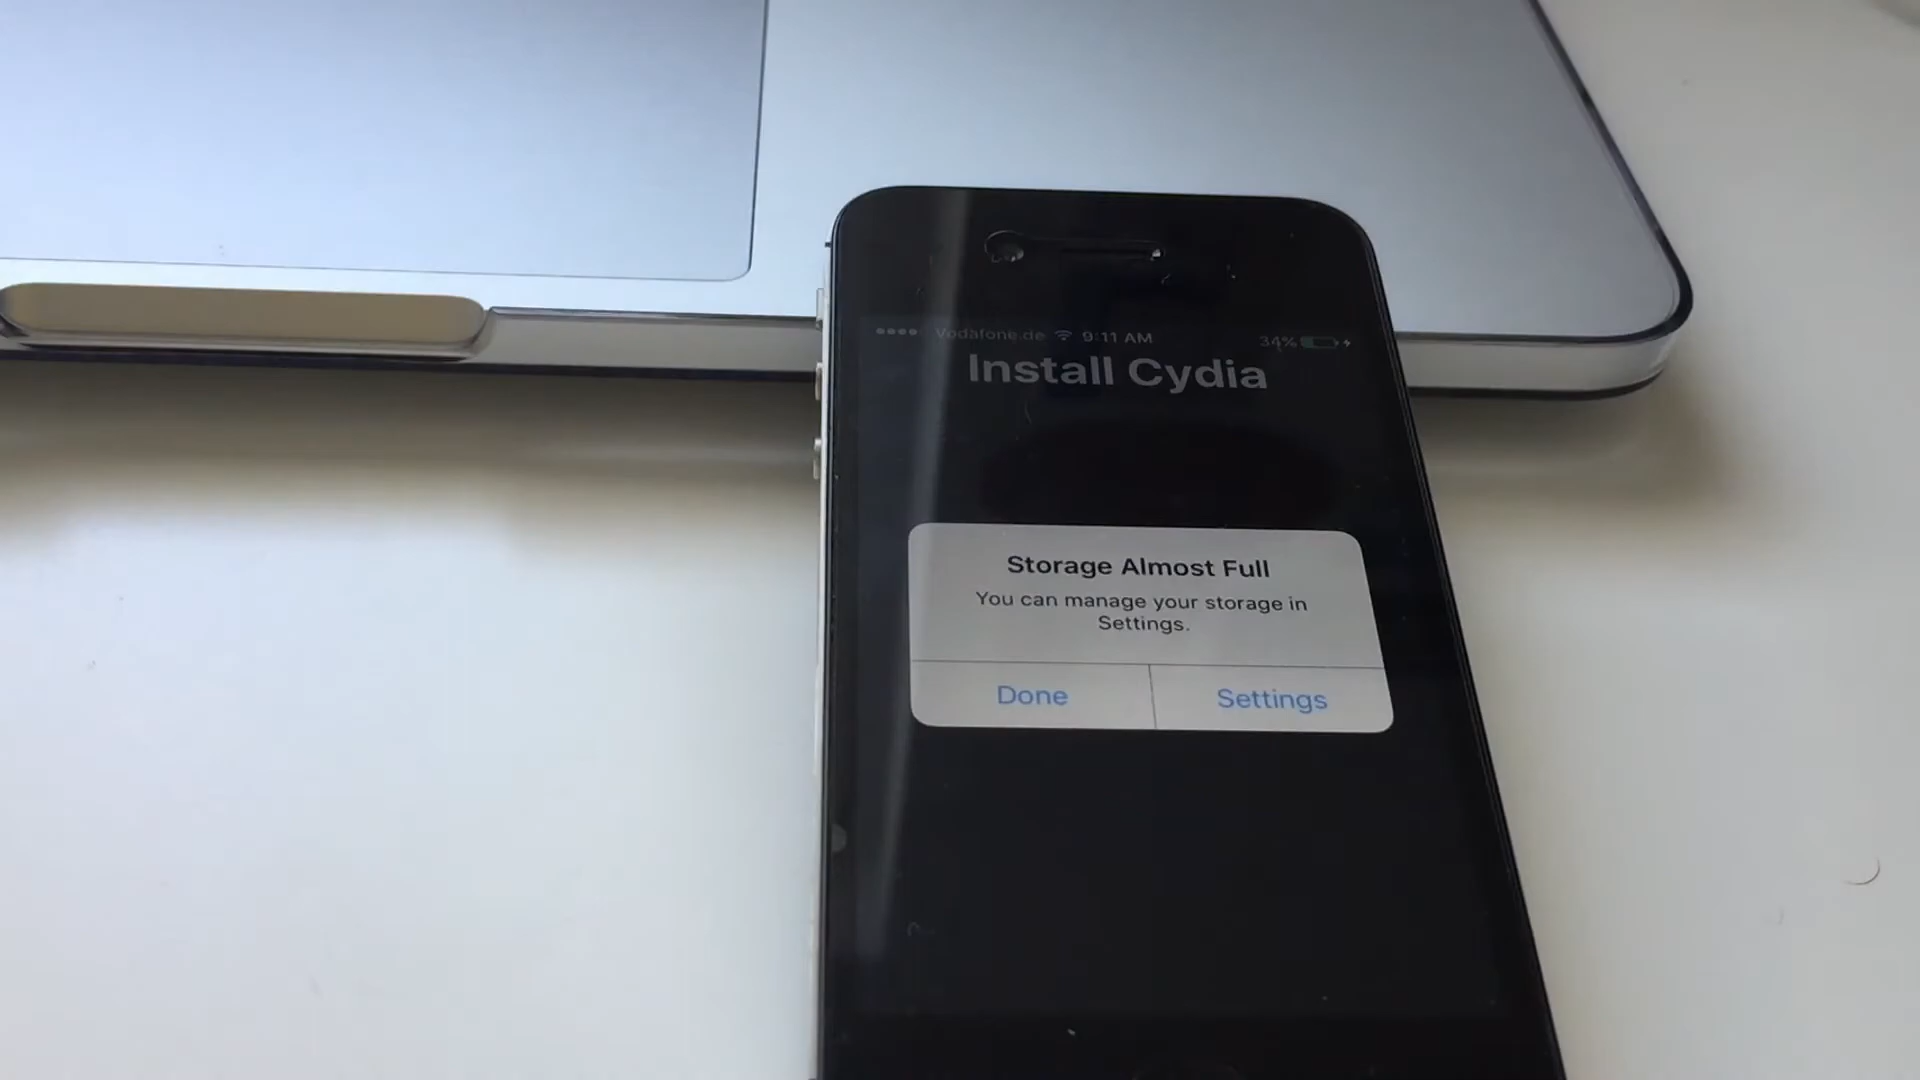 Vodafone.de 9:11 AM 34%
Install Cydia
Storage Almost Full
You can manage your storage in
Settings.
Done Settings